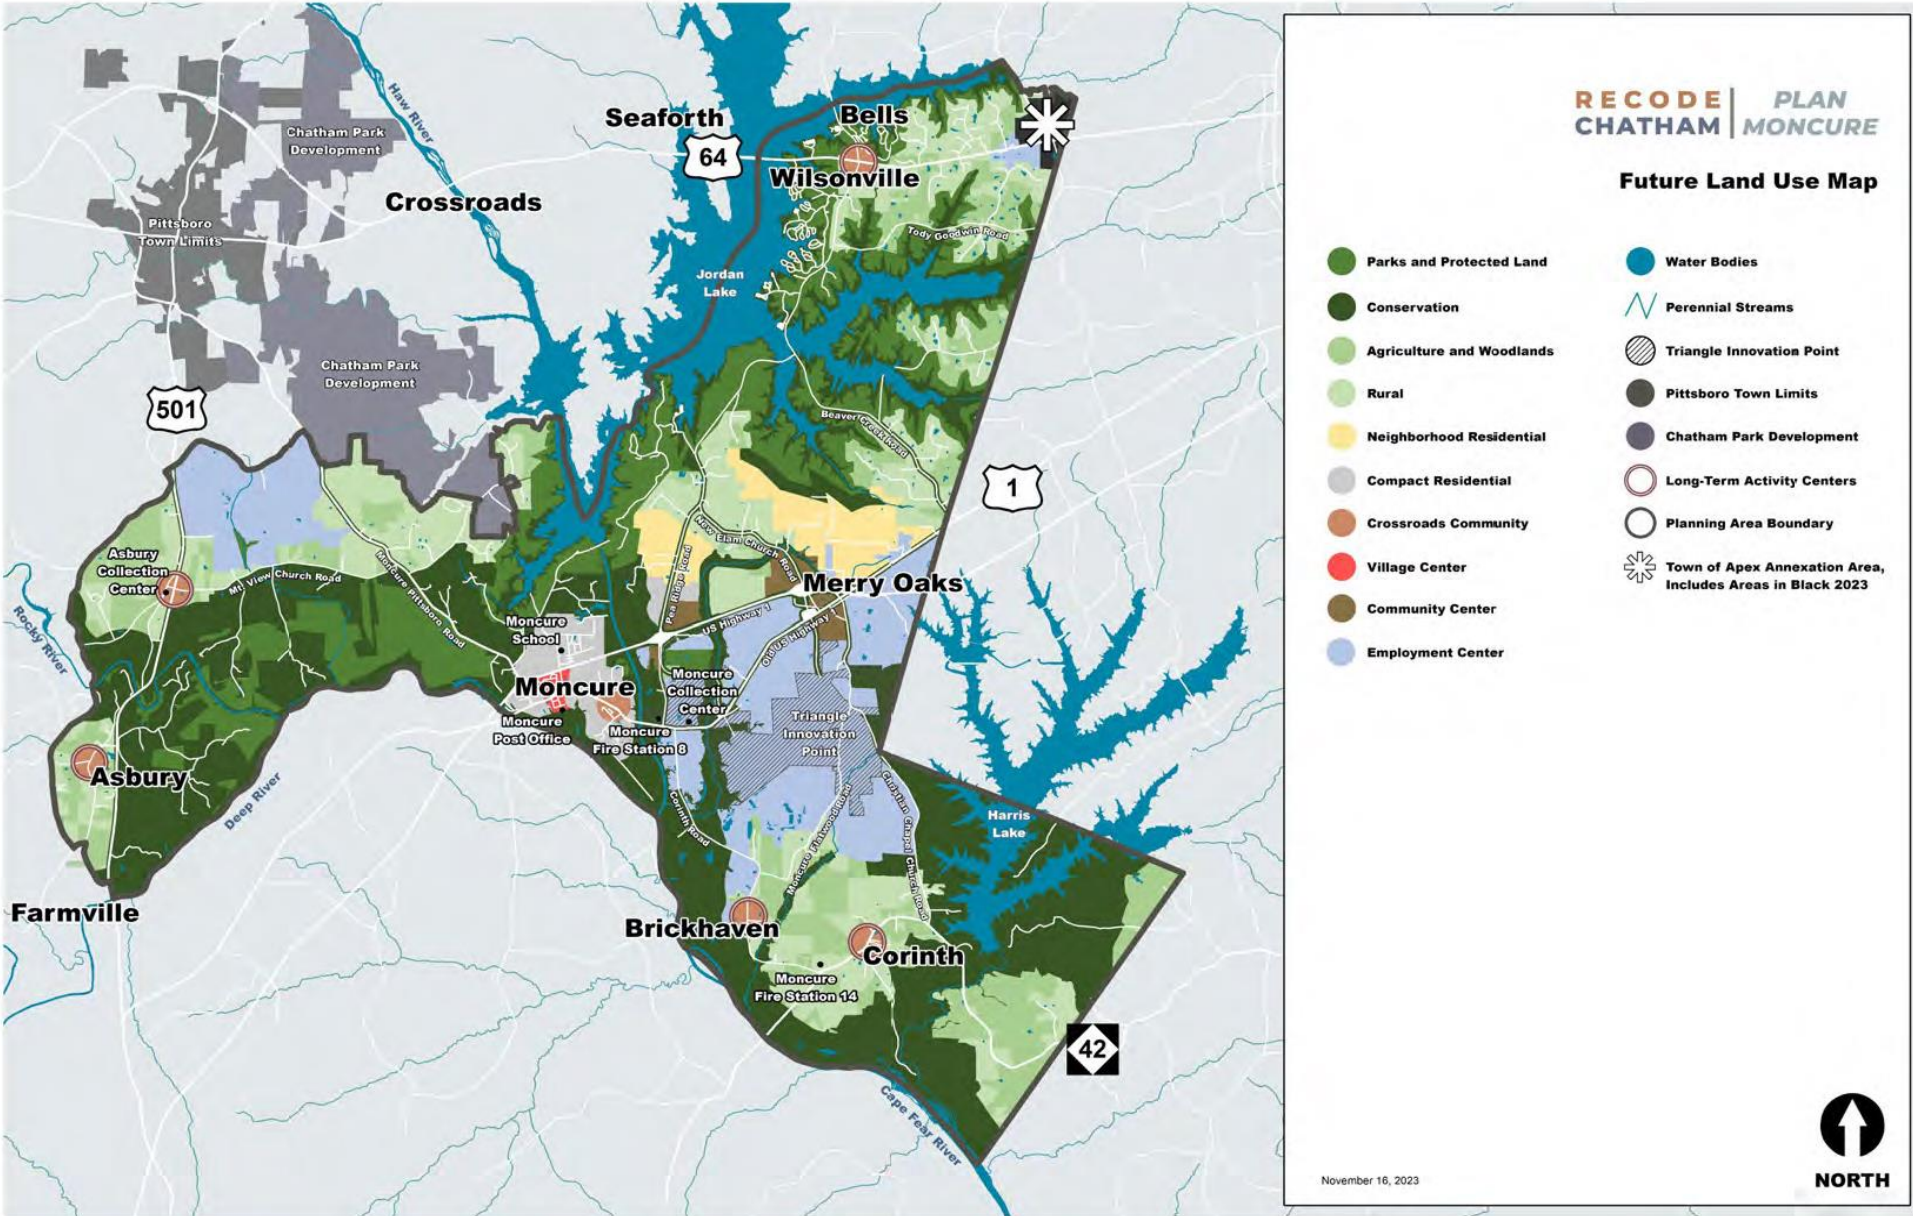 Haw River
Chatham Park
Development
Seaforth
64
Bells
Wilsonville
Crossroads
Pittsboro
Town Limits
Tody Goodwin Road
Jordan
Lake
Chatham Park
Development
501
Beaver Creek Road
1
New Elam Church
Road
Asbury
Collection
Center
Mt View Church Road
Moncure Pittsboro Road
Pea Ridge Road
Merry Oaks
Rocky River
US Highway 1
Old US Highway 1
Moncure
School
Moncure
Moncure
Collection
Center
Moncure
Post Office
Moncure
Fire Station 8
Triangle
Innovation
Point
Asbury
Deep River
Corinth Road
Moncure Flatwood Road
Christian Chapel Church Road
Harris
Lake
Farmville
Brickhaven
Corinth
Moncure
Fire Station 14
42
Cape Fear River
RECODE
CHATHAM
PLAN
MONCURE
Future Land Use Map
Parks and Protected Land
Conservation
Agriculture and Woodlands
Rural
Neighborhood Residential
Compact Residential
Crossroads Community
Village Center
Community Center
Employment Center
Water Bodies
Perennial Streams
Triangle Innovation Point
Pittsboro Town Limits
Chatham Park Development
Long-Term Activity Centers
Planning Area Boundary
Town of Apex Annexation Area,
Includes Areas in Black 2023
November 16, 2023
NORTH